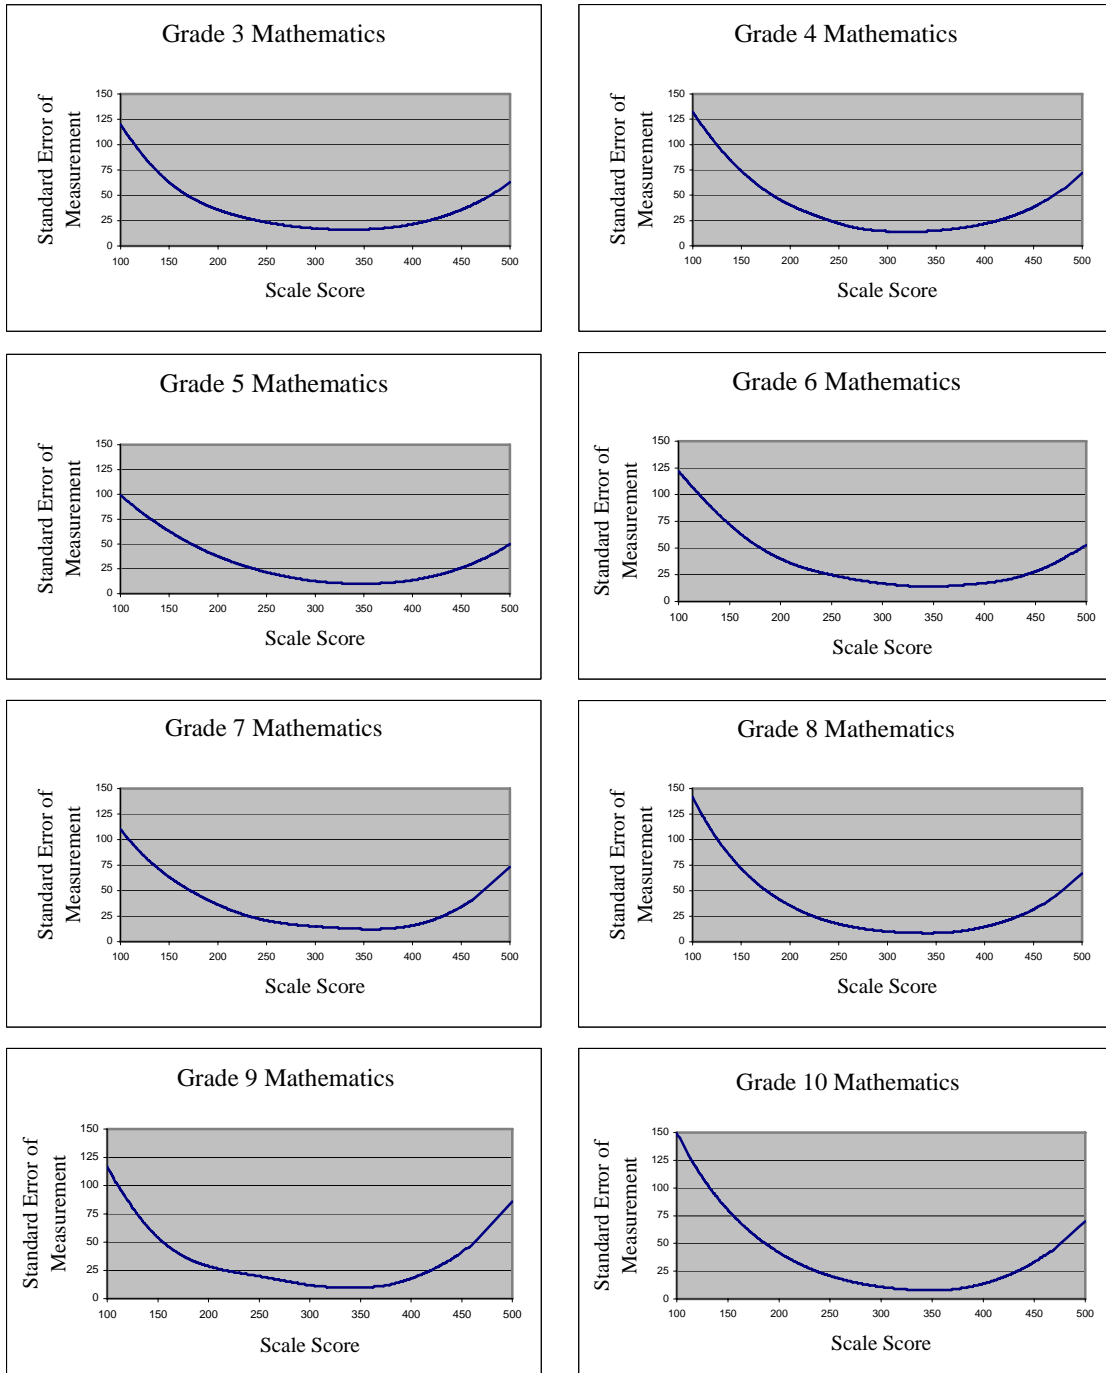 Grade 3 Mathematics
Standard Error of
Measurement
150
125
100
75
50
25
0
100 150 200 250 300 350 400 450 500
Scale Score
Grade 4 Mathematics
Standard Error of
Measurement
150
125
100
75
50
25
0
100 150 200 250 300 350 400 450 500
Scale Score
Grade 5 Mathematics
Standard Error of
Measurement
150
125
100
75
50
25
0
100 150 200 250 300 350 400 450 500
Scale Score
Grade 6 Mathematics
Standard Error of
Measurement
150
125
100
75
50
25
0
100 150 200 250 300 350 400 450 500
Scale Score
Grade 7 Mathematics
Standard Error of
Measurement
150
125
100
75
50
25
0
100 150 200 250 300 350 400 450 500
Scale Score
Grade 8 Mathematics
Standard Error of
Measurement
150
125
100
75
50
25
0
100 150 200 250 300 350 400 450 500
Scale Score
Grade 9 Mathematics
Standard Error of
Measurement
150
125
100
75
50
25
0
100 150 200 250 300 350 400 450 500
Scale Score
Grade 10 Mathematics
Standard Error of
Measurement
150
125
100
75
50
25
0
100 150 200 250 300 350 400 450 500
Scale Score